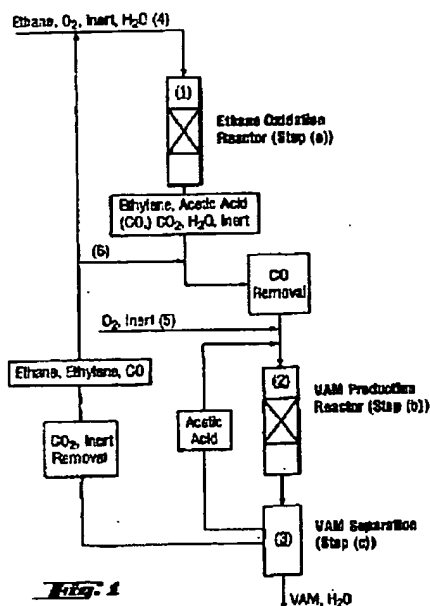 Ethane, O₂, Inert, H₂O (4)
(1)
Ethane Oxidation
Reactor (Step (a))
Ethylene, Acetic Acid
(CO,) CO₂, H₂O, Inert
(6)
CO
Removal
O₂, Inert (5)
Ethane, Ethylene, CO
(2)
VAM Production
Reactor (Step (b))
Acetic
Acid
CO₂, Inert
Removal
(3)
VAM Separation
(Step (c))
Fig. 1
VAM, H₂O